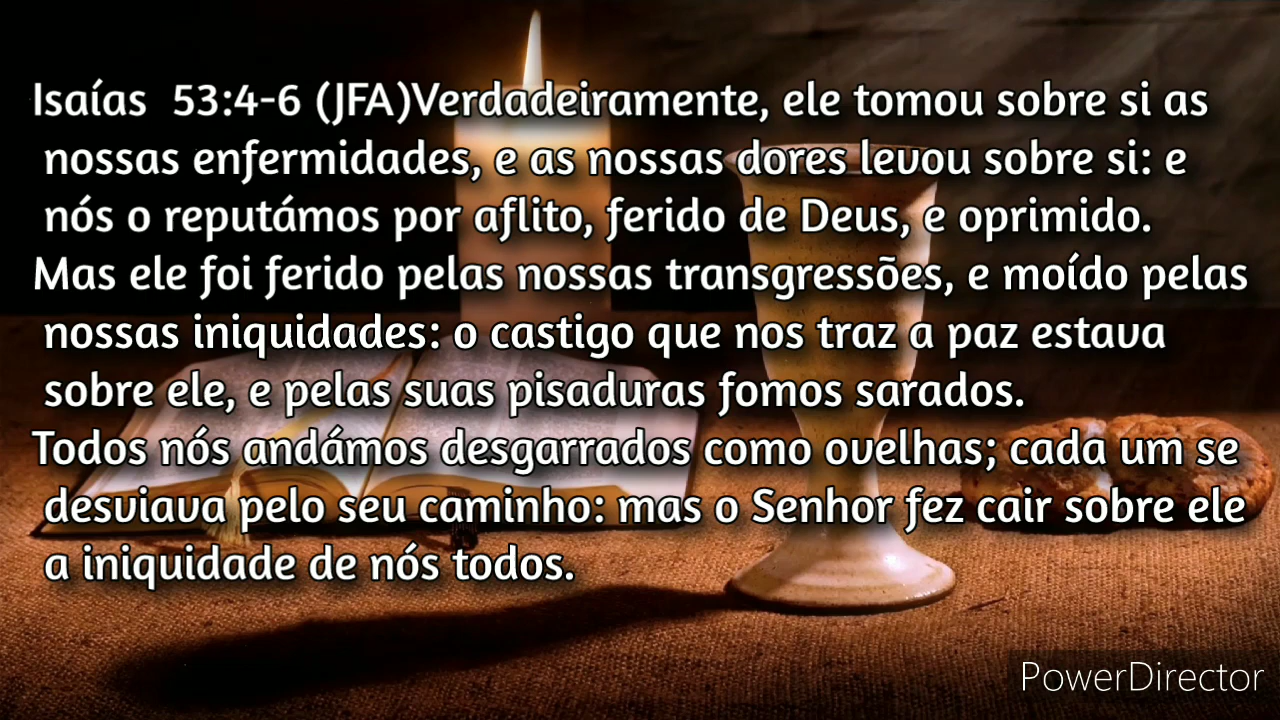 Isaías 53:4-6 (JFA)Verdadeiramente, ele tomou sobre si as
nossas enfermidades, e as nossas dores levou sobre si: e
nós o reputámos por aflito, ferido de Deus, e oprimido.
Mas ele foi ferido pelas nossas transgressões, e moído pelas
nossas iniquidades: o castigo que nos traz a paz estava
sobre ele, e pelas suas pisaduras fomos sarados.
Todos nós andámos desgarrados como ovelhas; cada um se
desviava pelo seu caminho: mas o Senhor fez cair sobre ele
a iniquidade de nós todos.
PowerDirector